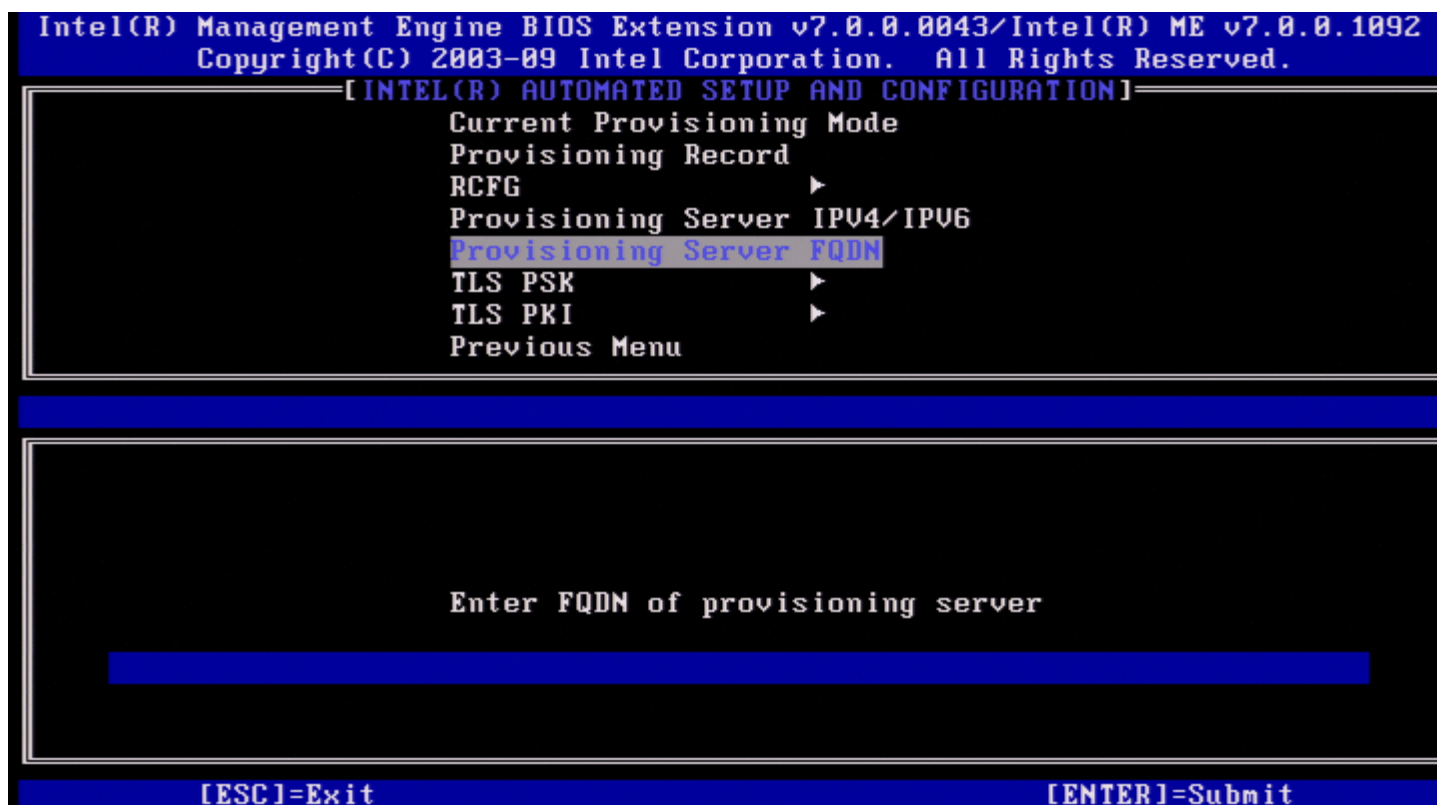 Intel(R) Management Engine BIOS Extension v7.0.0.0043/Intel(R) ME v7.0.0.1092
Copyright(C) 2003-09 Intel Corporation. All Rights Reserved.
[INTEL(R) AUTOMATED SETUP AND CONFIGURATION]
Current Provisioning Mode
Provisioning Record
RCFG ►
Provisioning Server IPV4/IPV6
Provisioning Server FQDN
TLS PSK ►
TLS PKI ►
Previous Menu
Enter FQDN of provisioning server
[ESC]=Exit [ENTER]=Submit